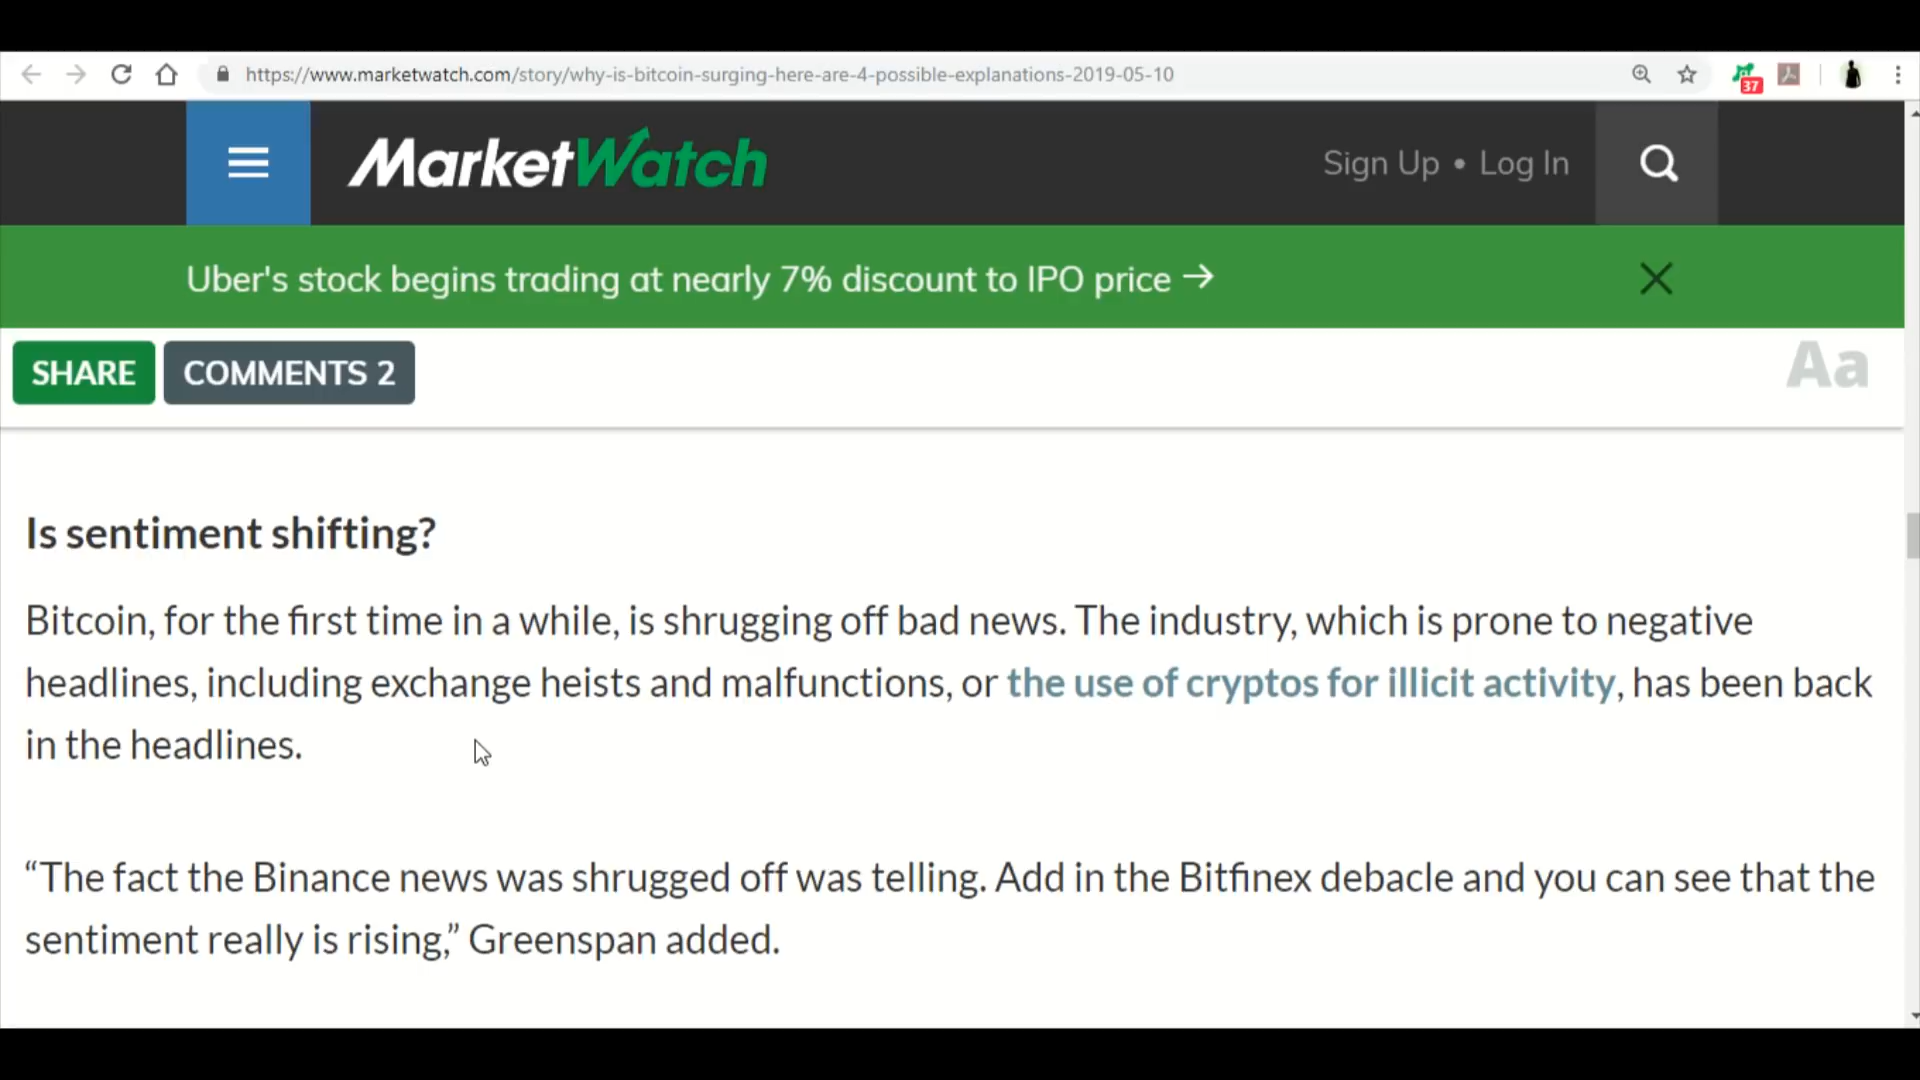 https://www.marketwatch.com/story/why-is-bitcoin-surging-here-are-4-possible-explanations-2019-05-10
37
MarketWatch
Sign Up • Log In
Uber's stock begins trading at nearly 7% discount to IPO price →
SHARE COMMENTS 2
Aa
Is sentiment shifting?
Bitcoin, for the first time in a while, is shrugging off bad news. The industry, which is prone to negative
headlines, including exchange heists and malfunctions, or the use of cryptos for illicit activity, has been back
in the headlines.
“The fact the Binance news was shrugged off was telling. Add in the Bitfinex debacle and you can see that the
sentiment really is rising,” Greenspan added.